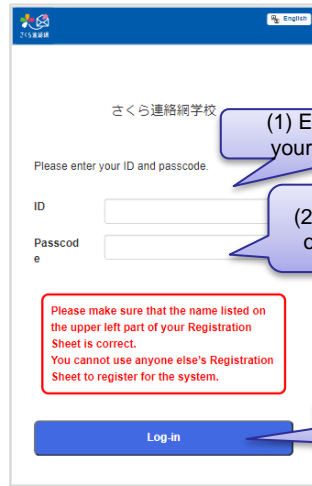 さくら連絡網
English
さくら連絡網学校
(1) E
your
Please enter your ID and passcode.
ID
(2
Passcod
e
Please make sure that the name listed on
the upper left part of your Registration
Sheet is correct.
You cannot use anyone else's Registration
Sheet to register for the system.
Log-in